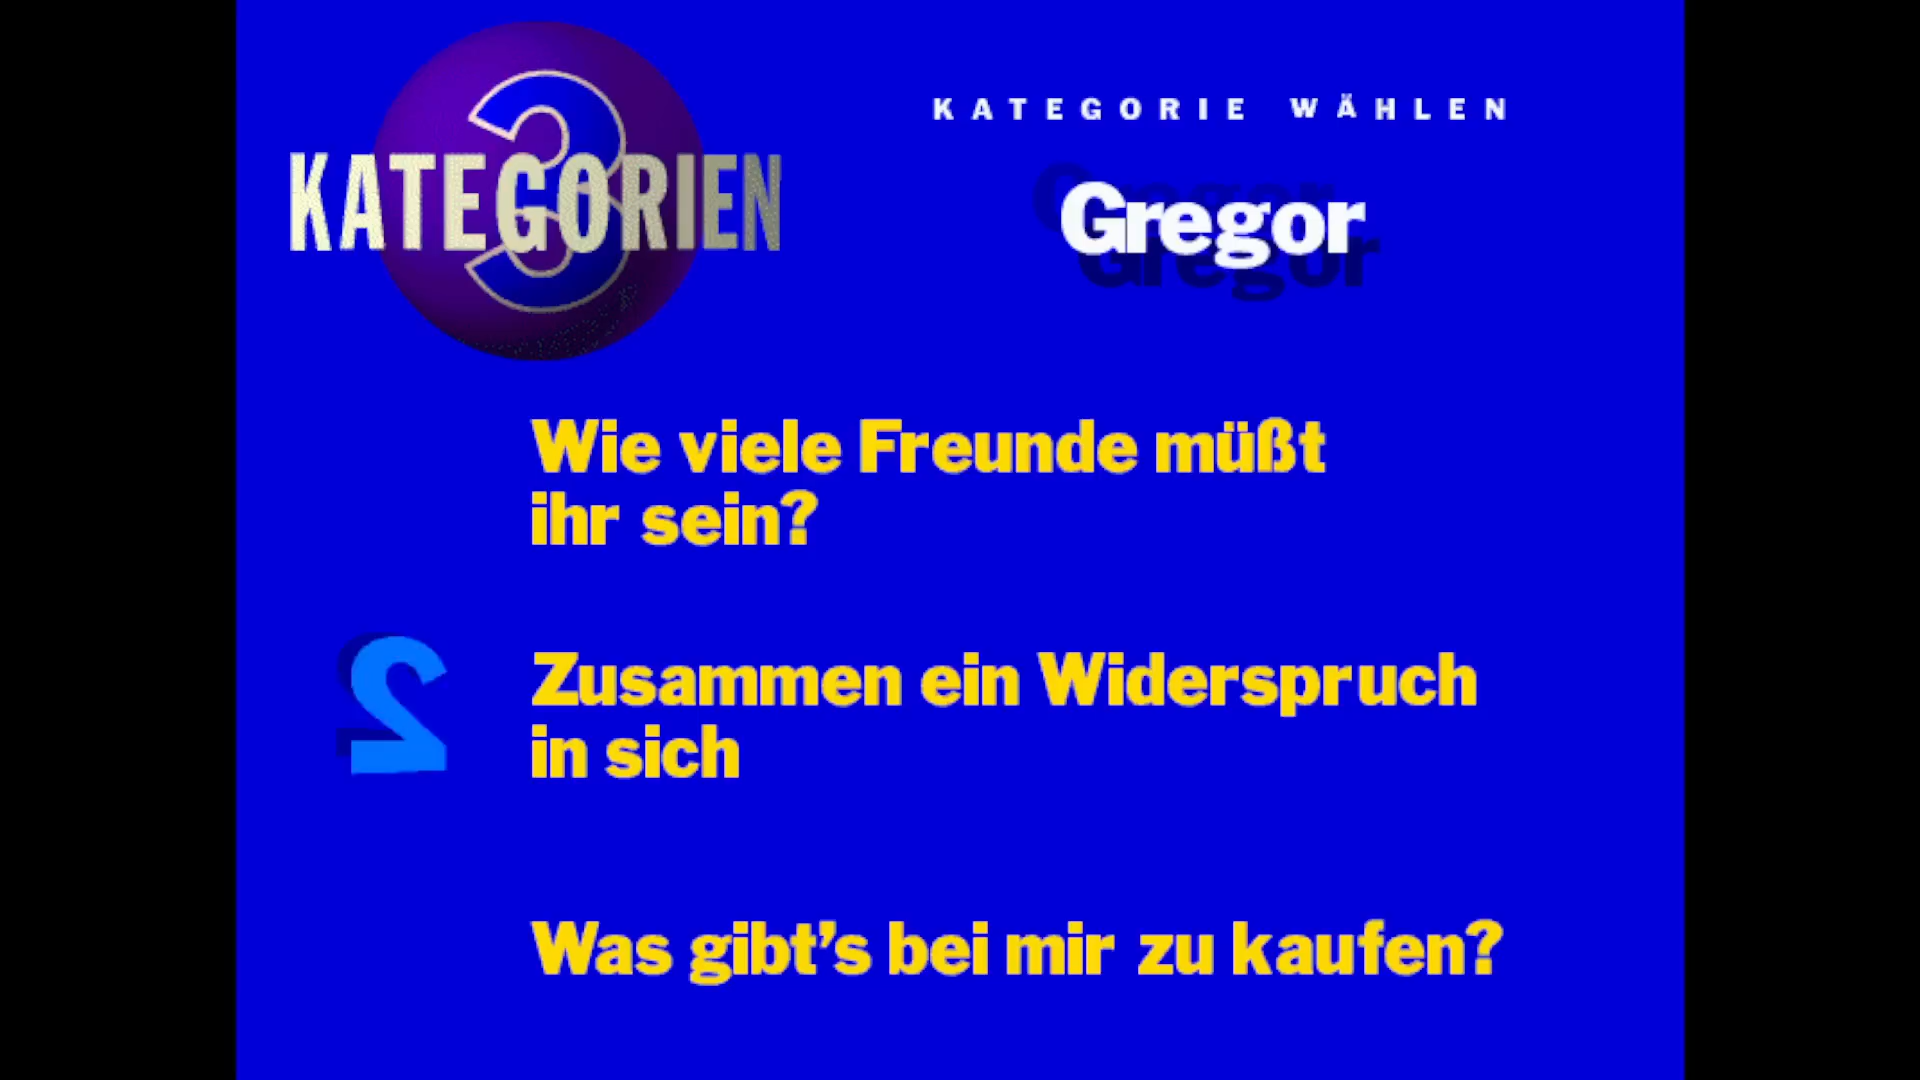 3
KATEGORIEN
KATEGORIE WÄHLEN
Gregor
Wie viele Freunde müßt
ihr sein?
2
Zusammen ein Widerspruch
in sich
Was gibt's bei mir zu kaufen?